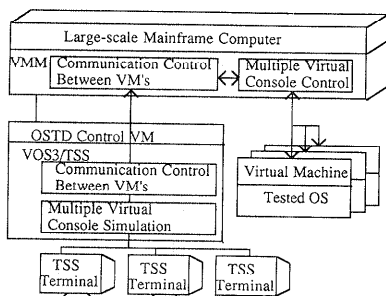 Large-scale Mainframe Computer
VMM
Communication Control
Between VM's
Multiple Virtual
Console Control
OSTD Control VM
VOS3/TSS
Communication Control
Between VM's
Multiple Virtual
Console Simulation
Virtual Machine
Tested OS
TSS
Terminal
TSS
Terminal
TSS
Terminal